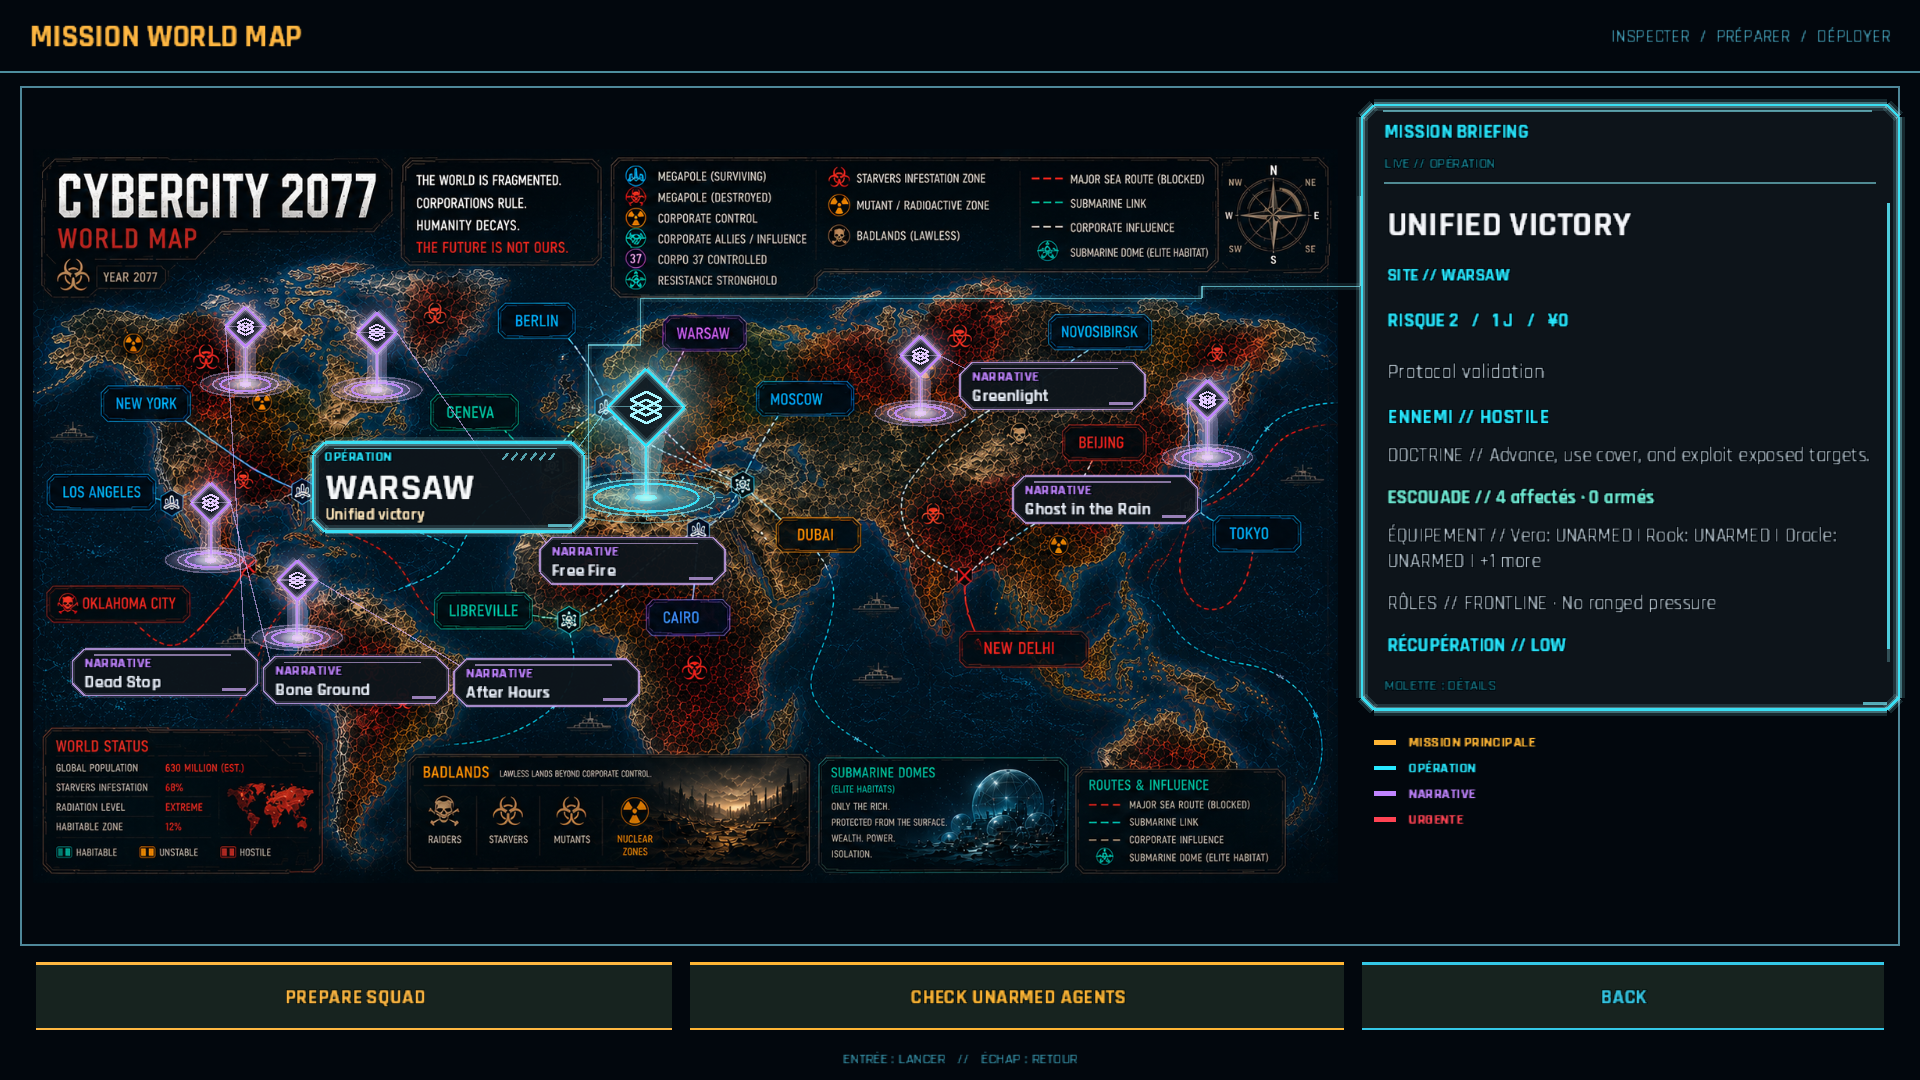 MISSION WORLD MAP
INSPECTER / PRÉPARER / DÉPLOYER
CYBERCITY 2077
WORLD MAP
YEAR 2077
THE WORLD IS FRAGMENTED.
CORPORATIONS RULE.
HUMANITY DECAYS.
THE FUTURE IS NOT OURS.
MEGAPOLE (SURVIVING)
MEGAPOLE (DESTROYED)
CORPORATE CONTROL
CORPORATE ALLIES / INFLUENCE
37 CORPO 37 CONTROLLED
RESISTANCE STRONGHOLD
STARVERS INFESTATION ZONE
MUTANT / RADIOACTIVE ZONE
BADLANDS (LAWLESS)
MAJOR SEA ROUTE (BLOCKED)
SUBMARINE LINK
CORPORATE INFLUENCE
SUBMARINE DOME (ELITE HABITAT)
N
NW NE
W E
SW SE
S
BERLIN
WARSAW
NOVOSIBIRSK
NEW YORK
GENEVA
MOSCOW
NARRATIVE
Greenlight
BEIJING
OPÉRATION
WARSAW
Unified victory
LOS ANGELES
NARRATIVE
Ghost in the Rain
DUBAI
TOKYO
NARRATIVE
Free Fire
OKLAHOMA CITY
LIBREVILLE
CAIRO
NEW DELHI
NARRATIVE
Dead Stop
NARRATIVE
Bone Ground
NARRATIVE
After Hours
WORLD STATUS
GLOBAL POPULATION 630 MILLION (EST.)
STARVERS INFESTATION 68%
RADIATION LEVEL EXTREME
HABITABLE ZONE 12%
HABITABLE UNSTABLE HOSTILE
BADLANDS LAWLESS LANDS BEYOND CORPORATE CONTROL.
RAIDERS STARVERS MUTANTS NUCLEAR
ZONES
SUBMARINE DOMES
(ELITE HABITATS)
ONLY THE RICH.
PROTECTED FROM THE SURFACE.
WEALTH. POWER.
ISOLATION.
ROUTES & INFLUENCE
MAJOR SEA ROUTE (BLOCKED)
SUBMARINE LINK
CORPORATE INFLUENCE
SUBMARINE DOME (ELITE HABITAT)
MISSION BRIEFING
LIVE // OPERATION
UNIFIED VICTORY
SITE // WARSAW
RISQUE 2 / 1 J / ¥0
Protocol validation
ENNEMI // HOSTILE
DOCTRINE // Advance, use cover, and exploit exposed targets.
ESCOUADE // 4 affectés · 0 armés
ÉQUIPEMENT // Vera: UNARMED | Rook: UNARMED | Oracle:
UNARMED | +1 more
RÔLES // FRONTLINE · No ranged pressure
RÉCUPÉRATION // LOW
MOLETTE : DETAILS
MISSION PRINCIPALE
OPÉRATION
NARRATIVE
URGENTE
PREPARE SQUAD
CHECK UNARMED AGENTS
BACK
ENTRÉE : LANCER // ÉCHAP : RETOUR